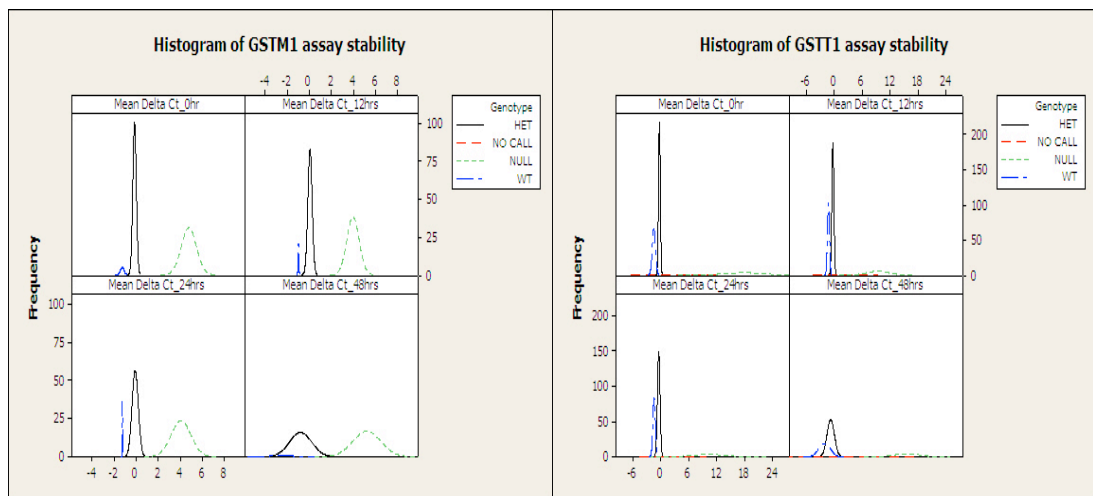 Histogram of GSTM1 assay stability
-4 -2 0 2 4 6 8
Mean Delta Ct_0hr
Mean Delta Ct_12hrs
100
75
50
25
0
Genotype
HET
NO CALL
NULL
WT
Frequency
Mean Delta Ct_24hrs
Mean Delta Ct_48hrs
100
75
50
25
0
-4 -2 0 2 4 6 8
Histogram of GSTT1 assay stability
-6 0 6 12 18 24
Mean Delta Ct_0hr
Mean Delta Ct_12hrs
200
150
100
50
0
Genotype
HET
NO CALL
NULL
WT
Frequency
Mean Delta Ct_24hrs
Mean Delta Ct_48hrs
200
150
100
50
0
-6 0 6 12 18 24